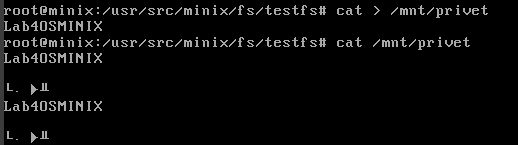 root@minix:/usr/src/minix/fs/testfs# cat > /mnt/privet
Lab4OSMINIX
root@minix:/usr/src/minix/fs/testfs# cat /mnt/privet
Lab4OSMINIX
└. ►╨
Lab4OSMINIX
└. ►╨